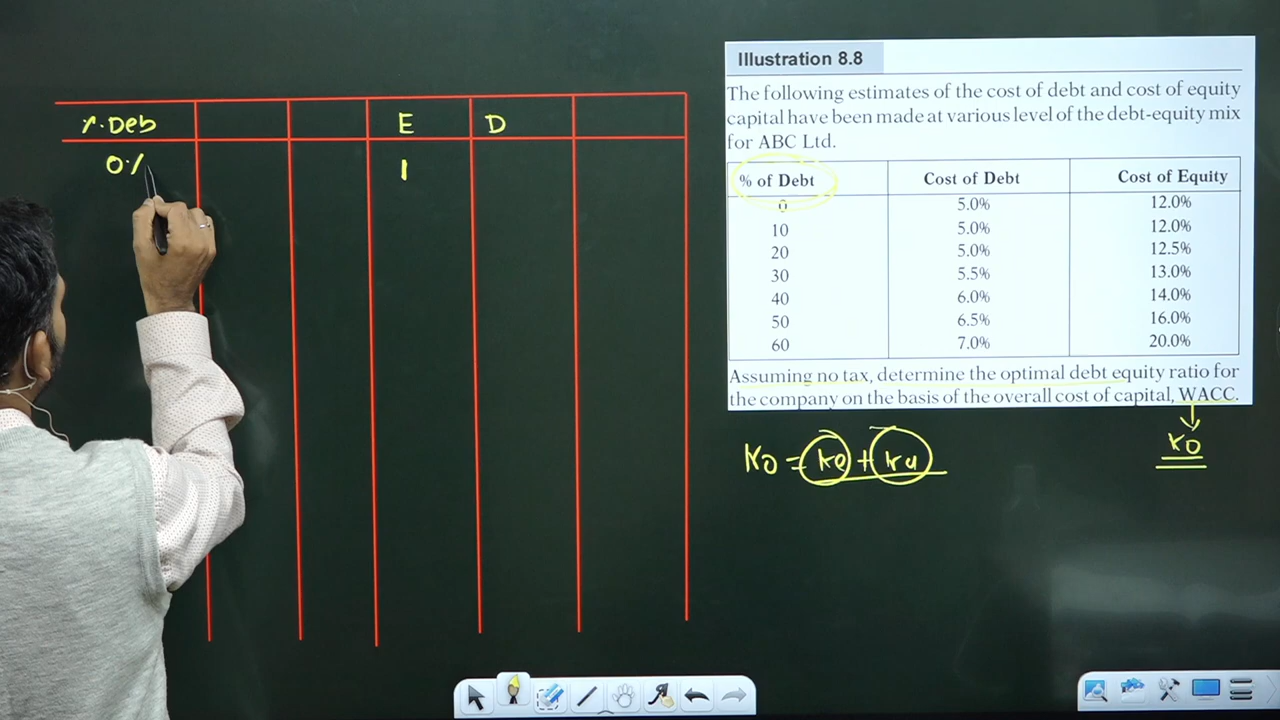 %.Deb E D
0% 1
Illustration 8.8
The following estimates of the cost of debt and cost of equity
capital have been made at various level of the debt-equity mix
for ABC Ltd.
% of Debt Cost of Debt Cost of Equity
0 5.0% 12.0%
10 5.0% 12.0%
20 5.0% 12.5%
30 5.5% 13.0%
40 6.0% 14.0%
50 6.5% 16.0%
60 7.0% 20.0%
Assuming no tax, determine the optimal debt equity ratio for
the company on the basis of the overall cost of capital, WACC.
Ko = Ke + Kd
Ko